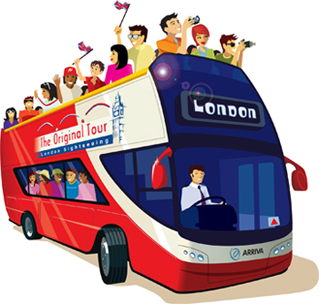 London
The Original Tour
London Sightseeing
ARRIVA